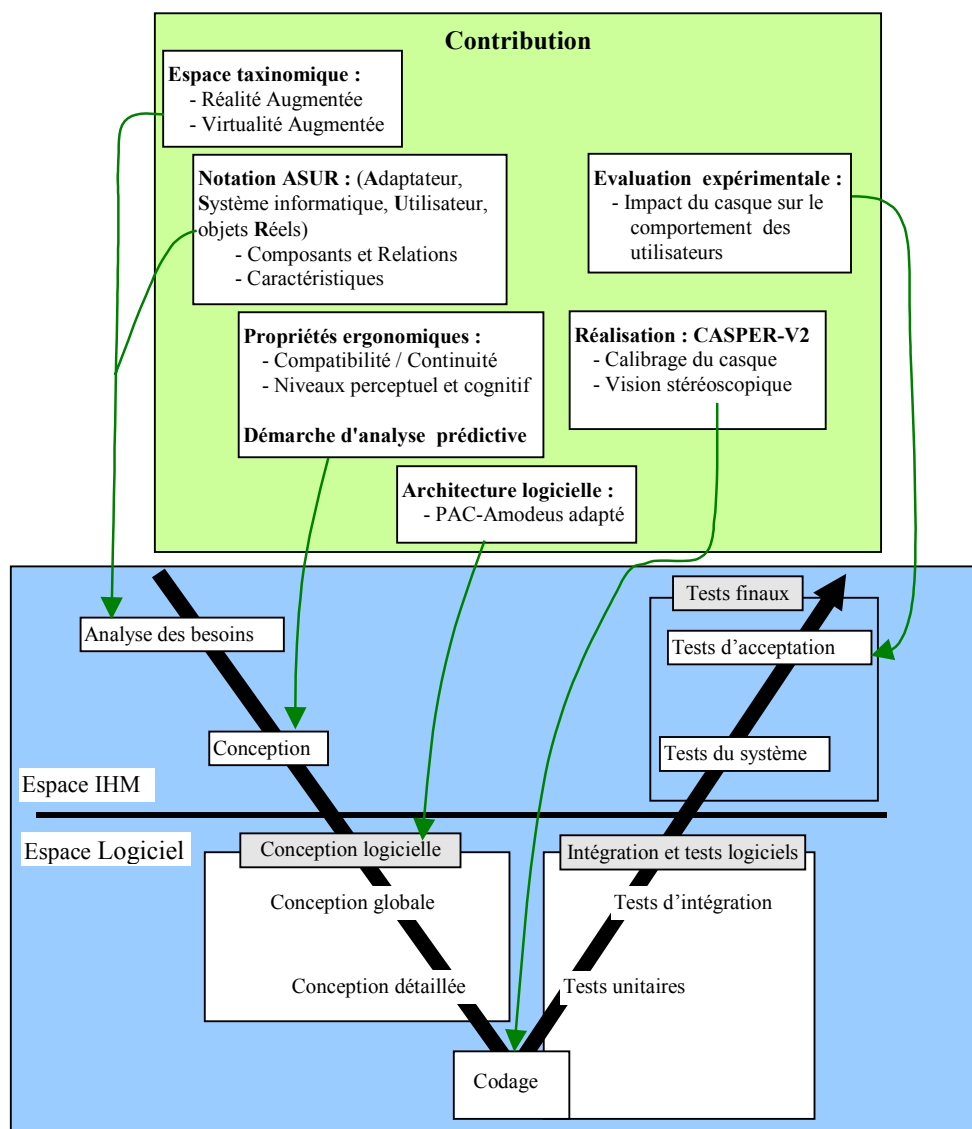 Contribution
Espace taxinomique :
- Réalité Augmentée
- Virtualité Augmentée
Notation ASUR : (Adaptateur,
Système informatique, Utilisateur,
objets Réels)
- Composants et Relations
- Caractéristiques
Evaluation expérimentale :
- Impact du casque sur le
comportement des
utilisateurs
Propriétés ergonomiques :
- Compatibilité / Continuité
- Niveaux perceptuel et cognitif
Démarche d'analyse prédictive
Réalisation : CASPER-V2
- Calibrage du casque
- Vision stéréoscopique
Architecture logicielle :
- PAC-Amodeus adapté
Tests finaux
Analyse des besoins
Tests d'acceptation
Conception
Tests du système
Espace IHM
Espace Logiciel
Conception logicielle
Intégration et tests logiciels
Conception globale
Tests d'intégration
Conception détaillée
Tests unitaires
Codage